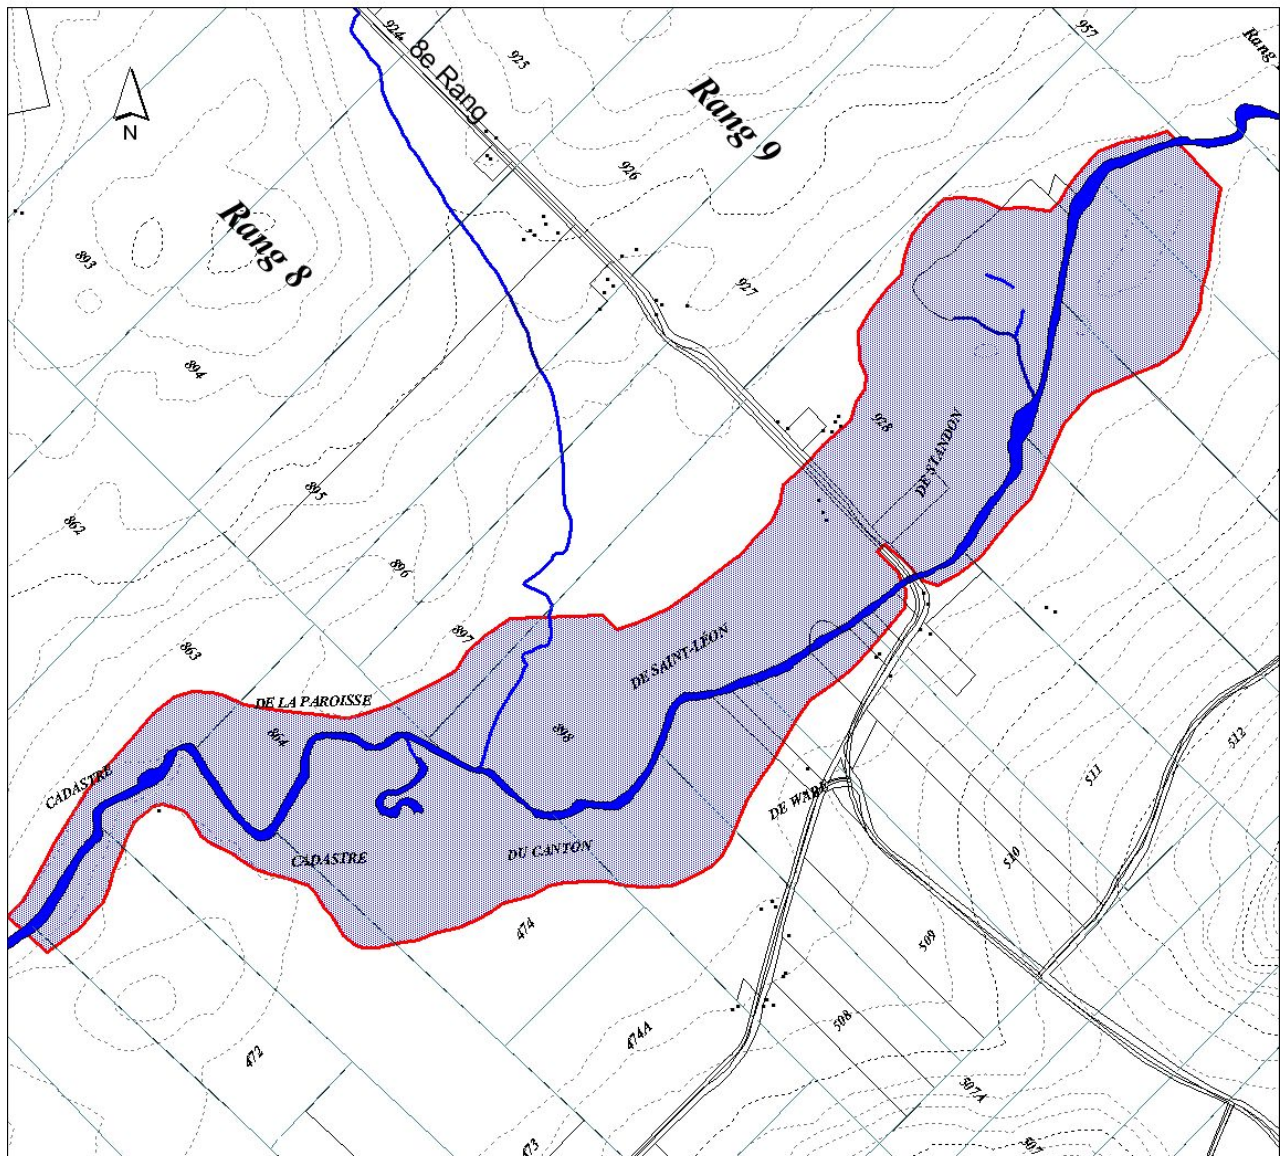 924
925
957
Rang
8e Rang
Rang 9
N
926
Rang 8
893
927
894
928
DE STANDON
895
862
896
897
863
DE SAINT-LÉON
DE LA PAROISSE
864
898
512
CADASTRE
511
DE WARE
CADASTRE
DU CANTON
510
474
509
474A
508
472
507A
473
507